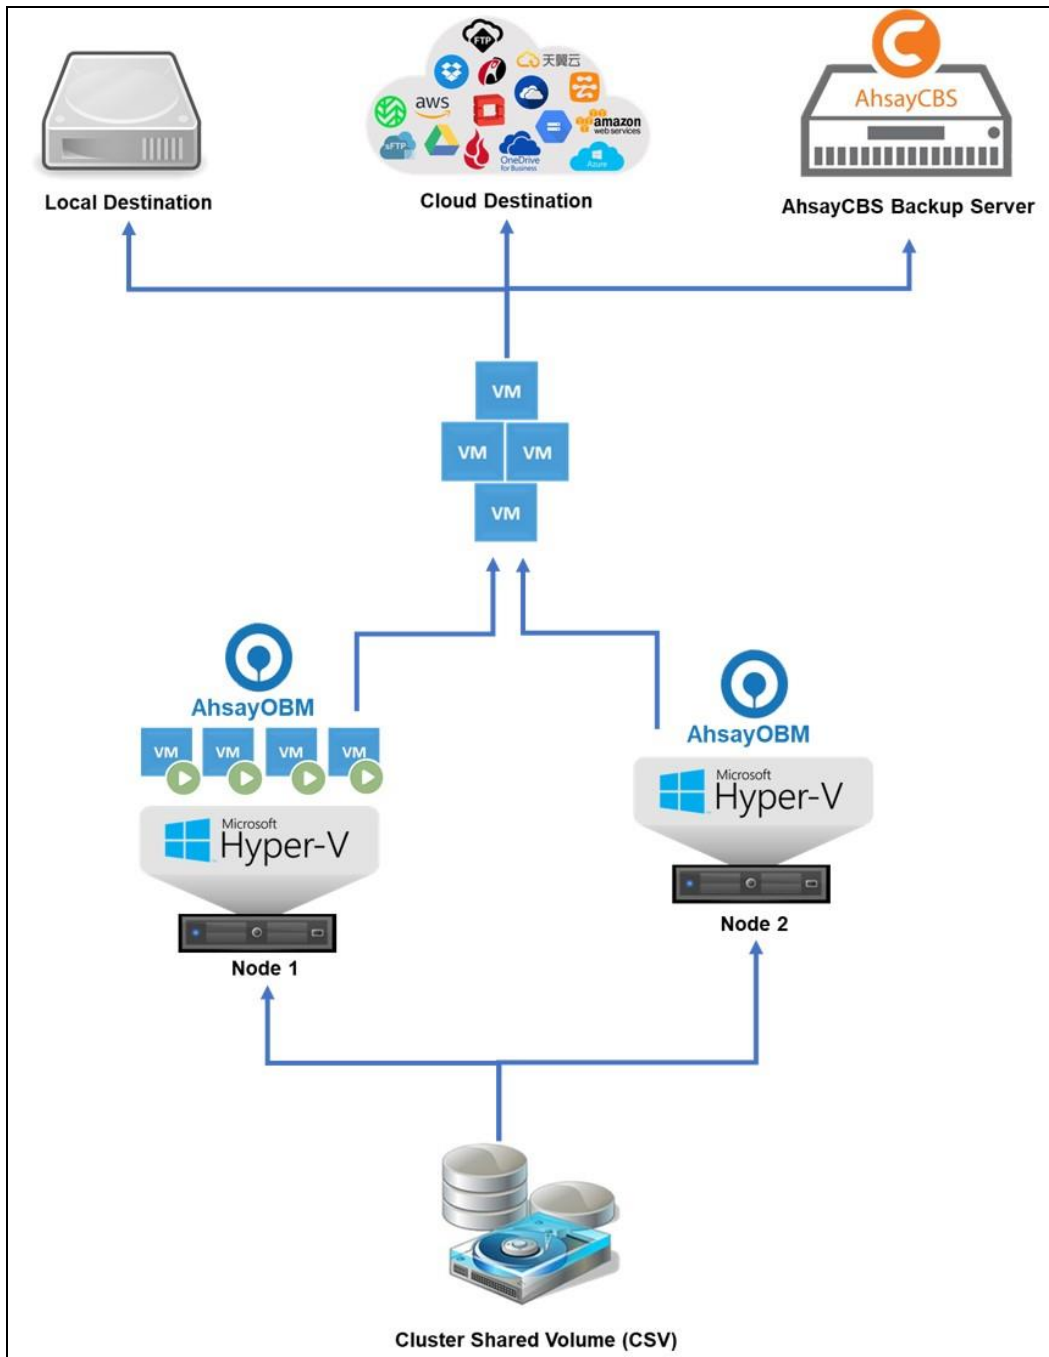 FTP
天翼云
aws
AhsayCBS
amazon
web services
sFTP
OneDrive
for Business
Azure
Local Destination
Cloud Destination
AhsayCBS Backup Server
VM
VM
VM
VM
AhsayOBM
VM
VM
VM
VM
Microsoft
Hyper-V
Node 1
AhsayOBM
Microsoft
Hyper-V
Node 2
Cluster Shared Volume (CSV)